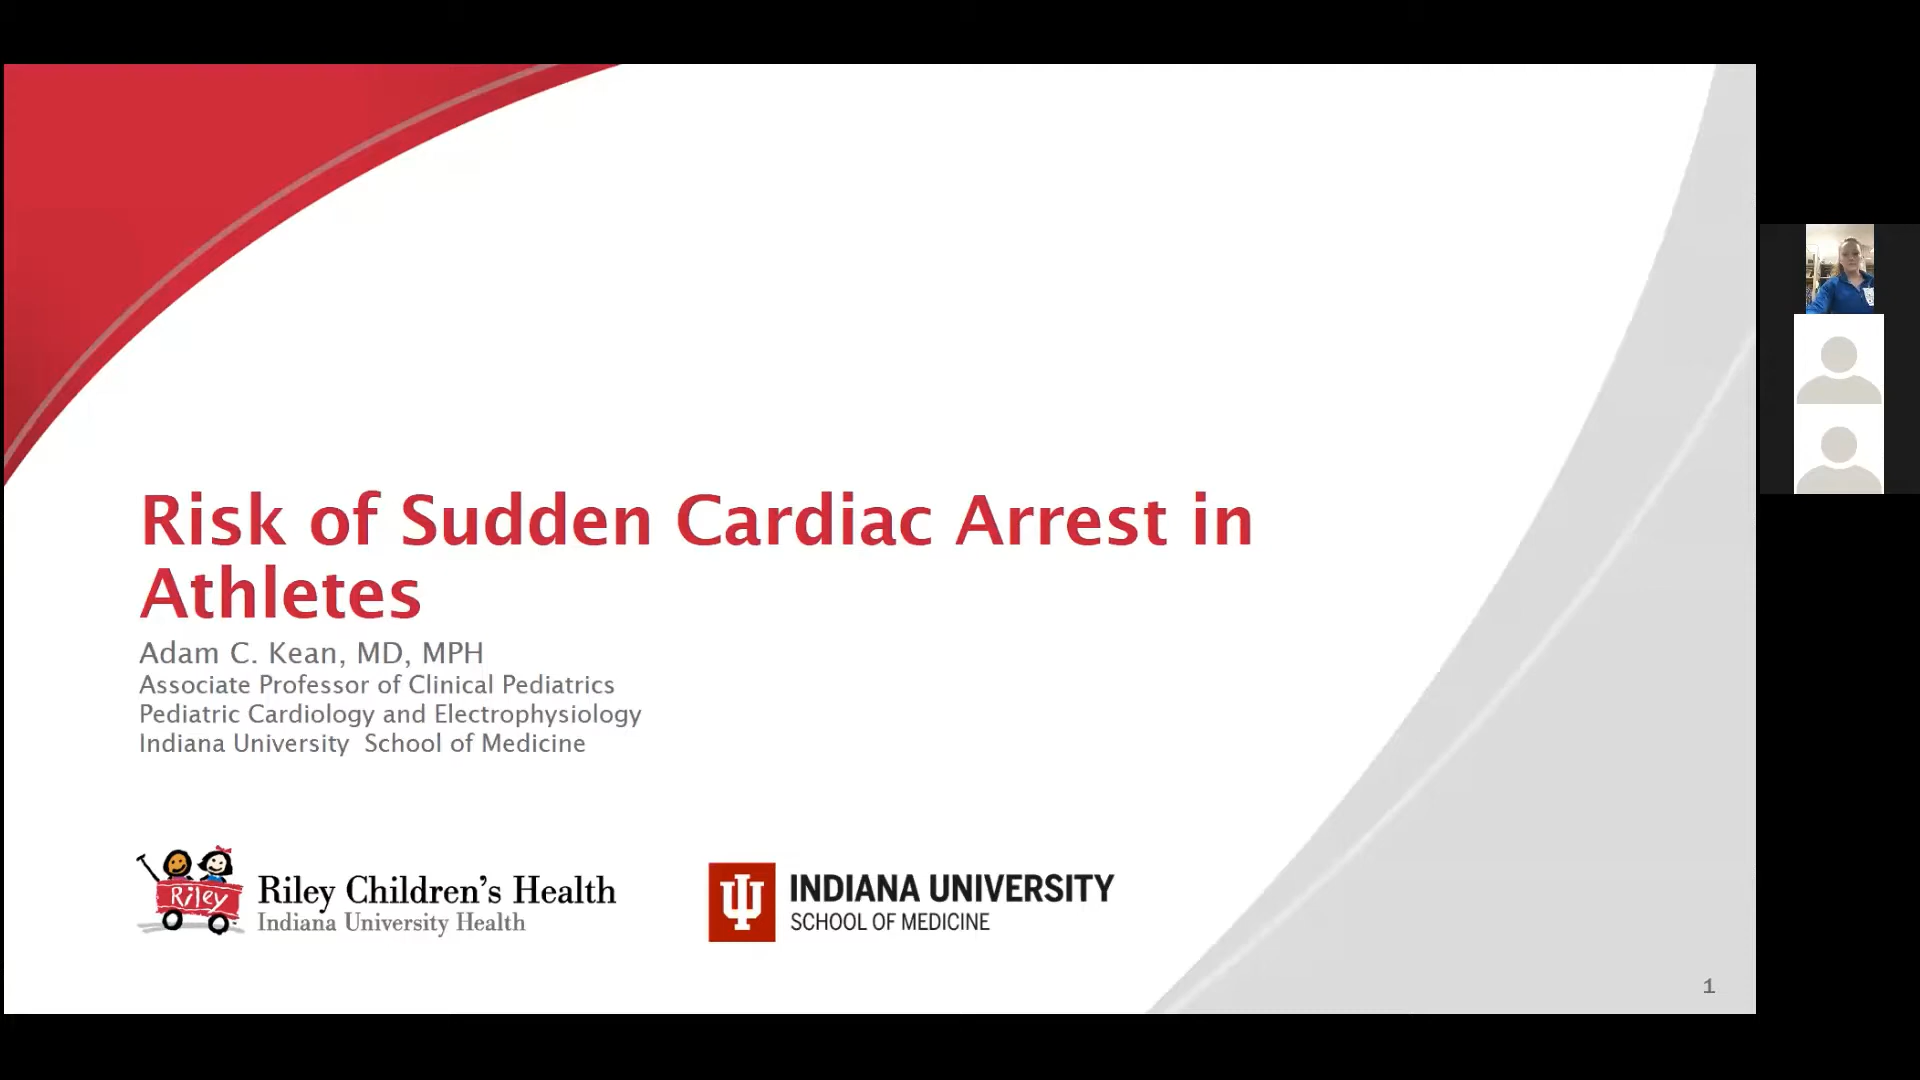 Risk of Sudden Cardiac Arrest in
Athletes
Adam C. Kean, MD, MPH
Associate Professor of Clinical Pediatrics
Pediatric Cardiology and Electrophysiology
Indiana University School of Medicine
Riley
Riley Children's Health
Indiana University Health
INDIANA UNIVERSITY
SCHOOL OF MEDICINE
1